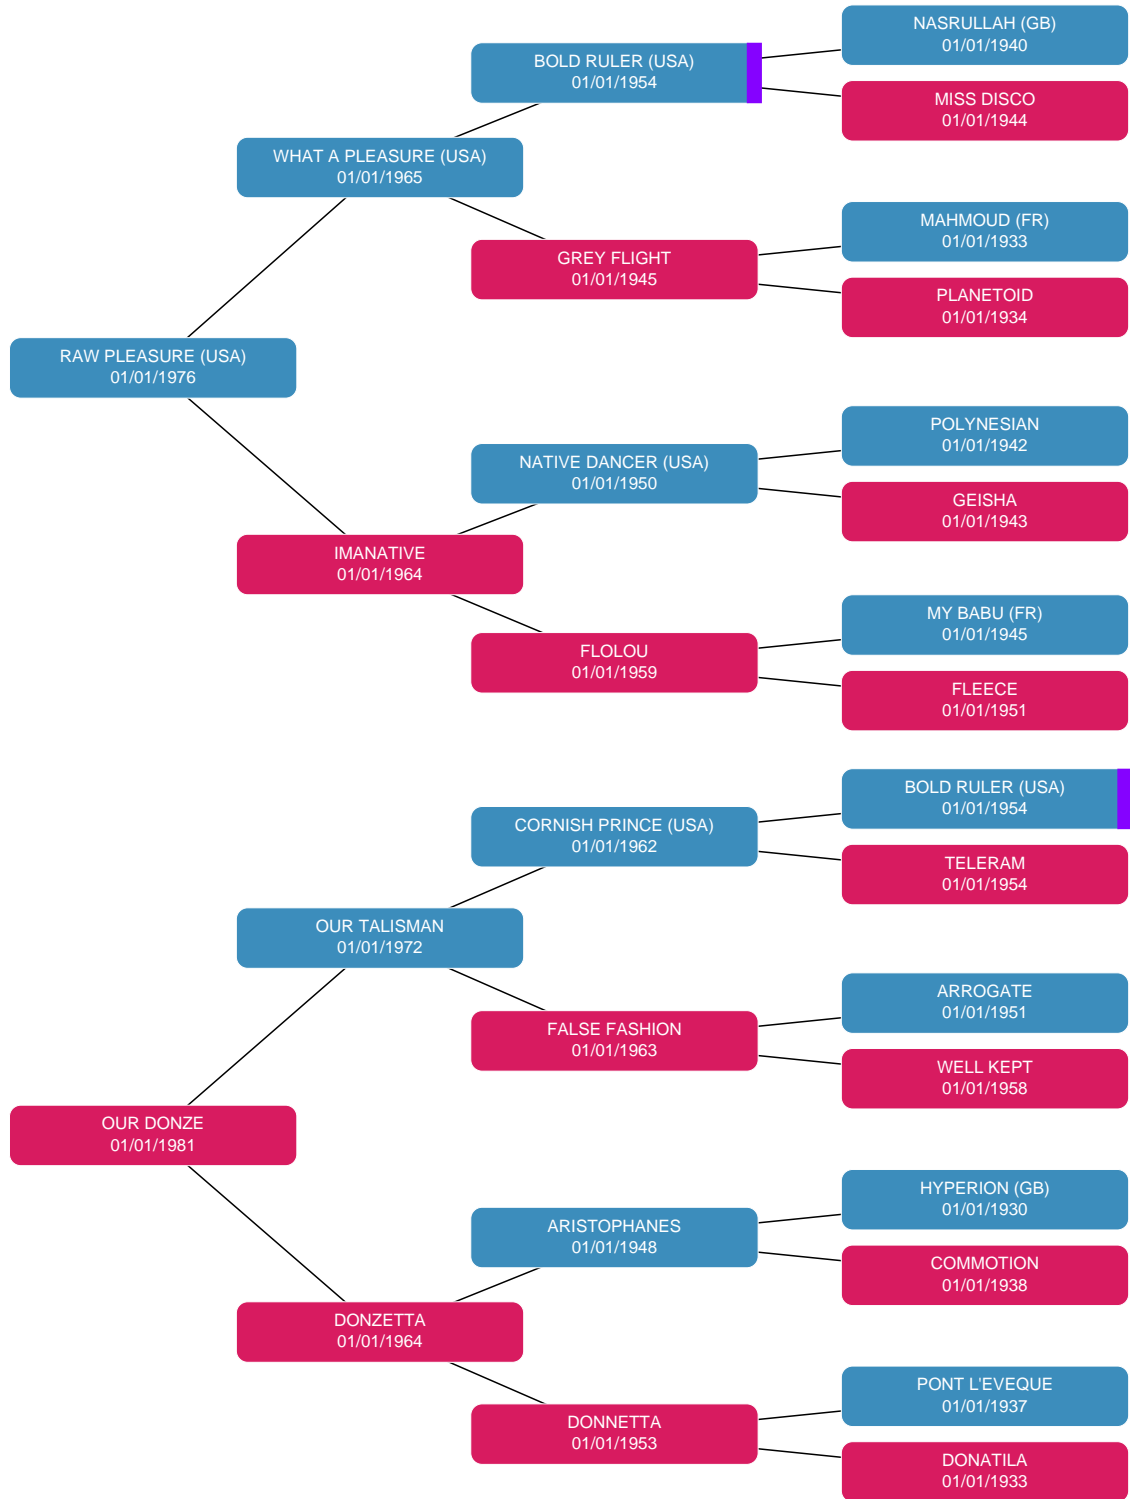 NASRULLAH (GB)
01/01/1940
BOLD RULER (USA)
01/01/1954
MISS DISCO
01/01/1944
WHAT A PLEASURE (USA)
01/01/1965
MAHMOUD (FR)
01/01/1933
GREY FLIGHT
01/01/1945
PLANETOID
01/01/1934
RAW PLEASURE (USA)
01/01/1976
POLYNESIAN
01/01/1942
NATIVE DANCER (USA)
01/01/1950
GEISHA
01/01/1943
IMANATIVE
01/01/1964
MY BABU (FR)
01/01/1945
FLOLOU
01/01/1959
FLEECE
01/01/1951
BOLD RULER (USA)
01/01/1954
CORNISH PRINCE (USA)
01/01/1962
TELERAM
01/01/1954
OUR TALISMAN
01/01/1972
ARROGATE
01/01/1951
FALSE FASHION
01/01/1963
WELL KEPT
01/01/1958
OUR DONZE
01/01/1981
HYPERION (GB)
01/01/1930
ARISTOPHANES
01/01/1948
COMMOTION
01/01/1938
DONZETTA
01/01/1964
PONT L'EVEQUE
01/01/1937
DONNETTA
01/01/1953
DONATILA
01/01/1933